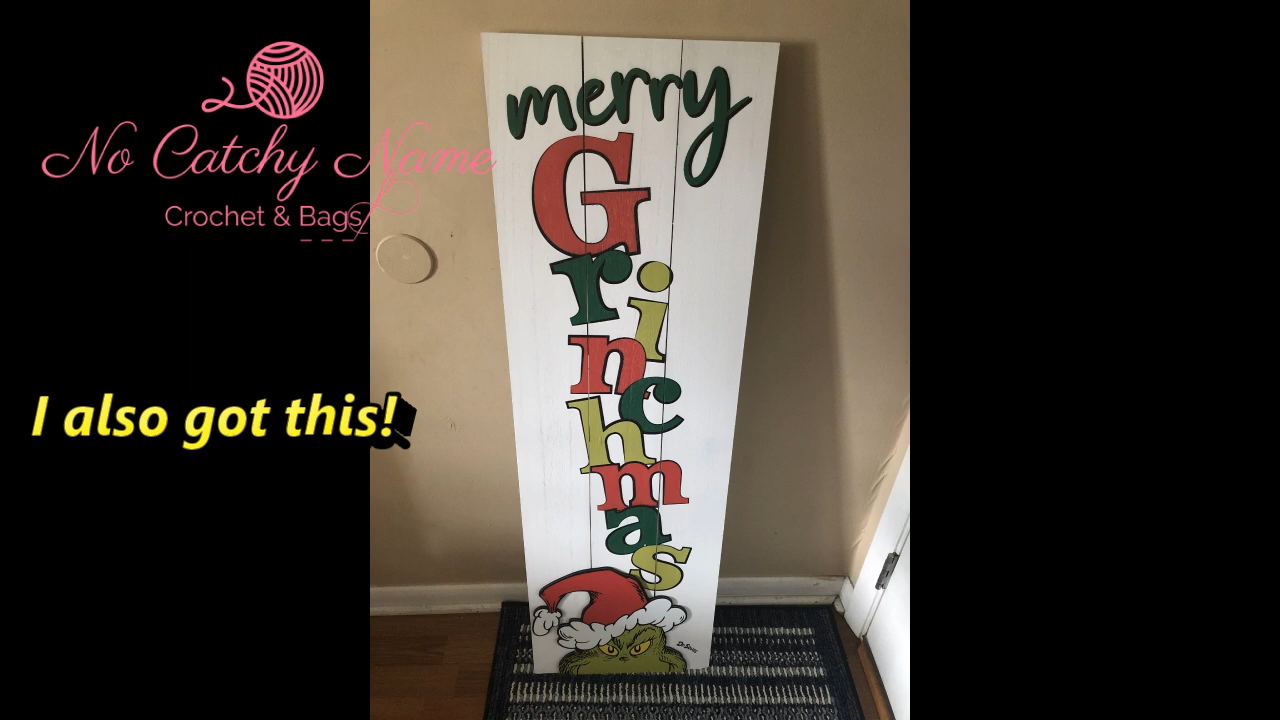 No Catchy Name
Crochet & Bags
I also got this!
merry
Grinchmas
Dr. Seuss